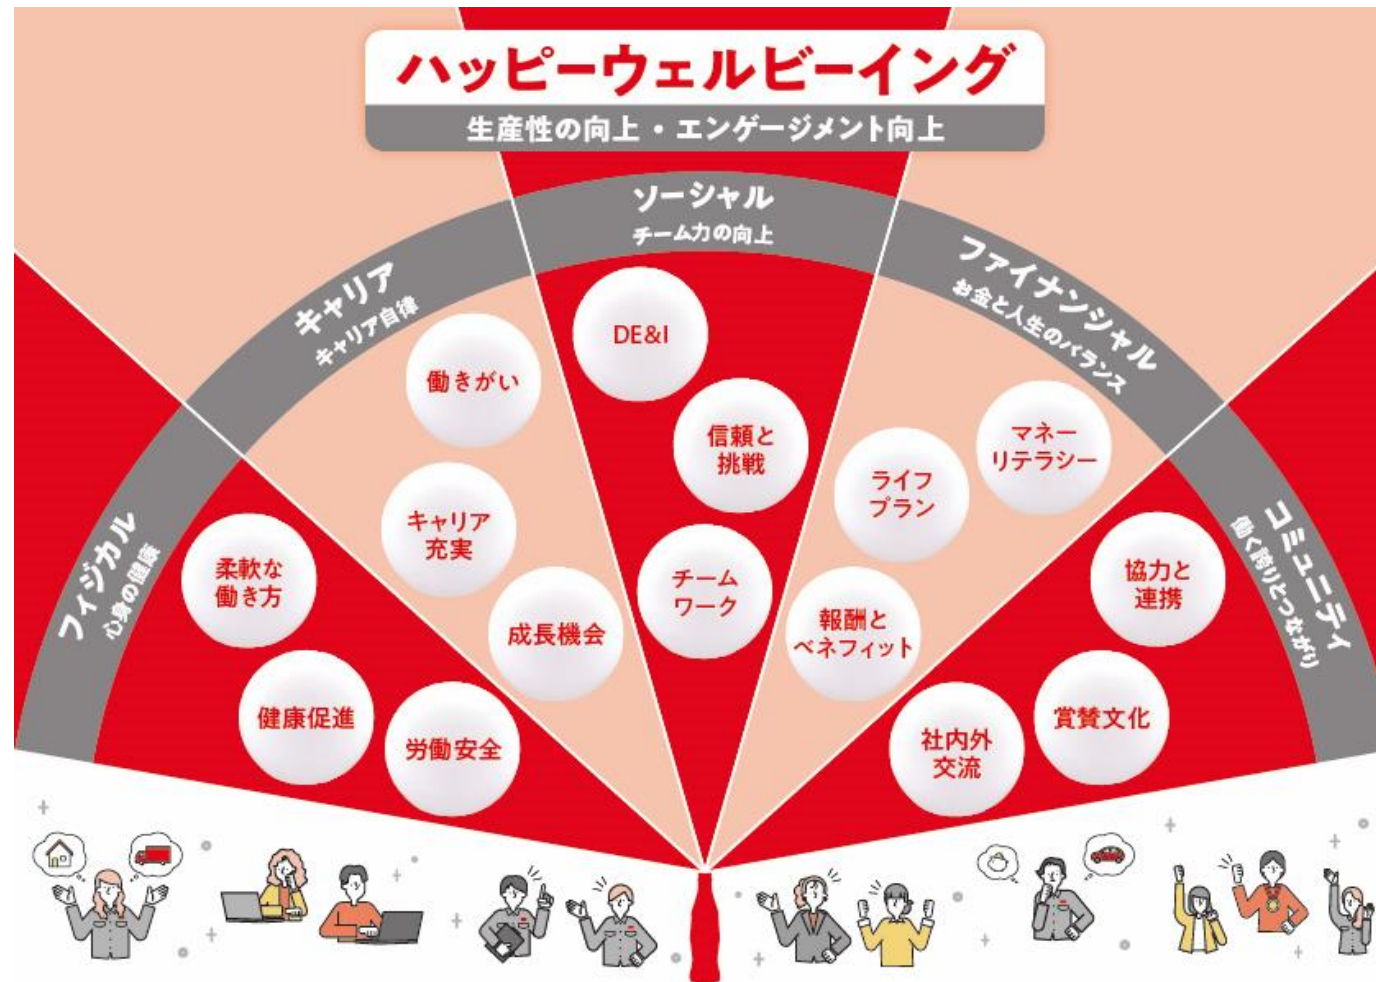 ハッピーウェルビーイング
生産性の向上・エンゲージメント向上
フィジカル
心身の健康
柔軟な
働き方
健康促進
労働安全
キャリア
キャリア自律
働きがい
キャリア
充実
成長機会
ソーシャル
チーム力の向上
DE&I
信頼と
挑戦
チーム
ワーク
ファイナンシャル
お金と人生のバランス
マネー
リテラシー
ライフ
プラン
報酬と
ベネフィット
コミュニティ
働く誇りとつながり
協力と
連携
賞賛文化
社内外
交流